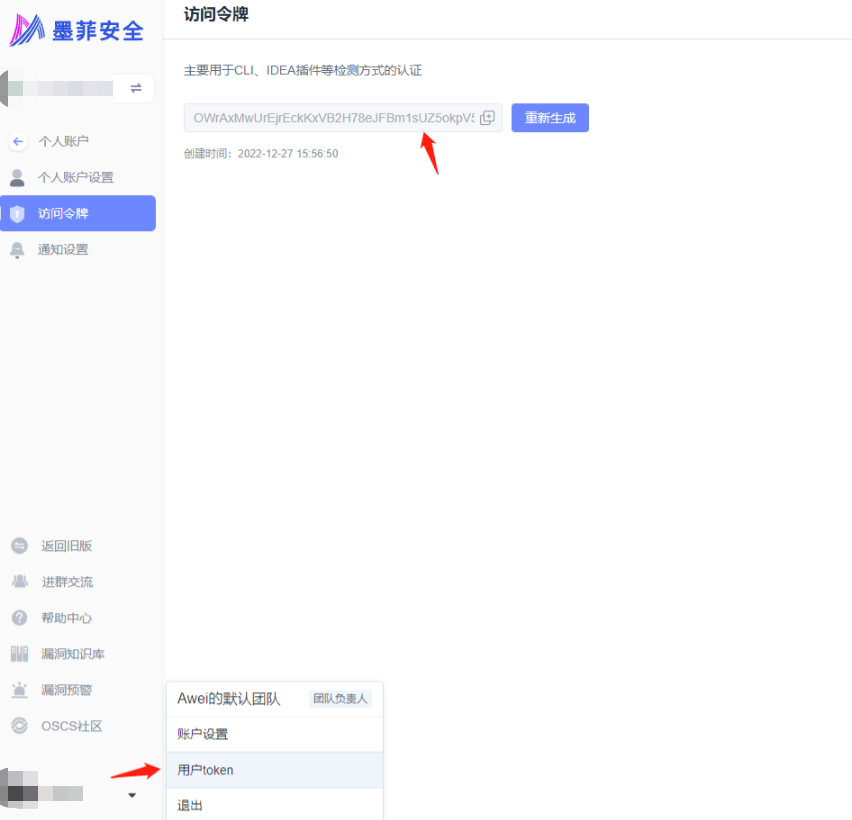 墨菲安全
访问令牌
主要用于CLI、IDEA插件等检测方式的认证
OWrAxMwUrEjrEckKxVB2H78eJFBm1sUZ5okpV5
重新生成
创建时间：2022-12-27 15:56:50
个人账户
个人账户设置
访问令牌
通知设置
返回旧版
进群交流
帮助中心
漏洞知识库
漏洞预警
OSCS社区
Awei的默认团队 团队负责人
账户设置
用户token
退出